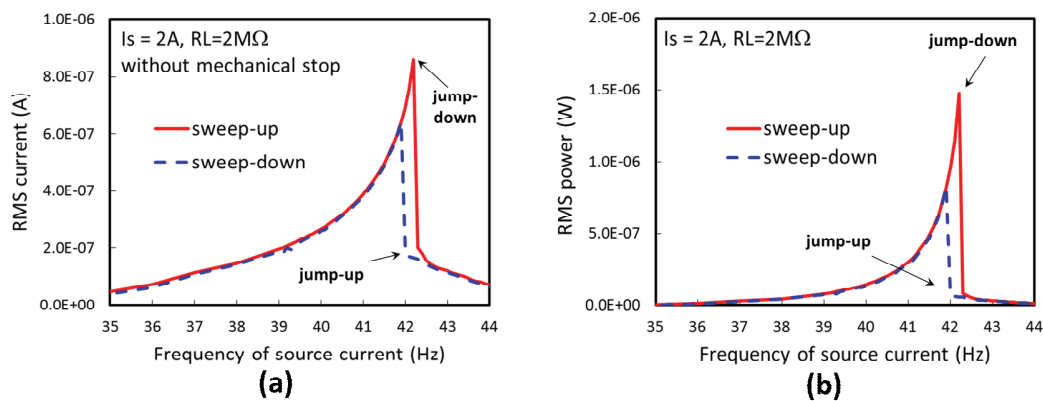 1.0E-06
8.0E-07
6.0E-07
4.0E-07
2.0E-07
0.0E+00
RMS current (A)
Is = 2A, RL=2MΩ
without mechanical stop
sweep-up
sweep-down
jump-
down
jump-up
35 36 37 38 39 40 41 42 43 44
Frequency of source current (Hz)
(a)
2.0E-06
1.5E-06
1.0E-06
5.0E-07
0.0E+00
RMS power (W)
Is = 2A, RL=2MΩ
jump-down
sweep-up
sweep-down
jump-up
35 36 37 38 39 40 41 42 43 44
Frequency of source current (Hz)
(b)